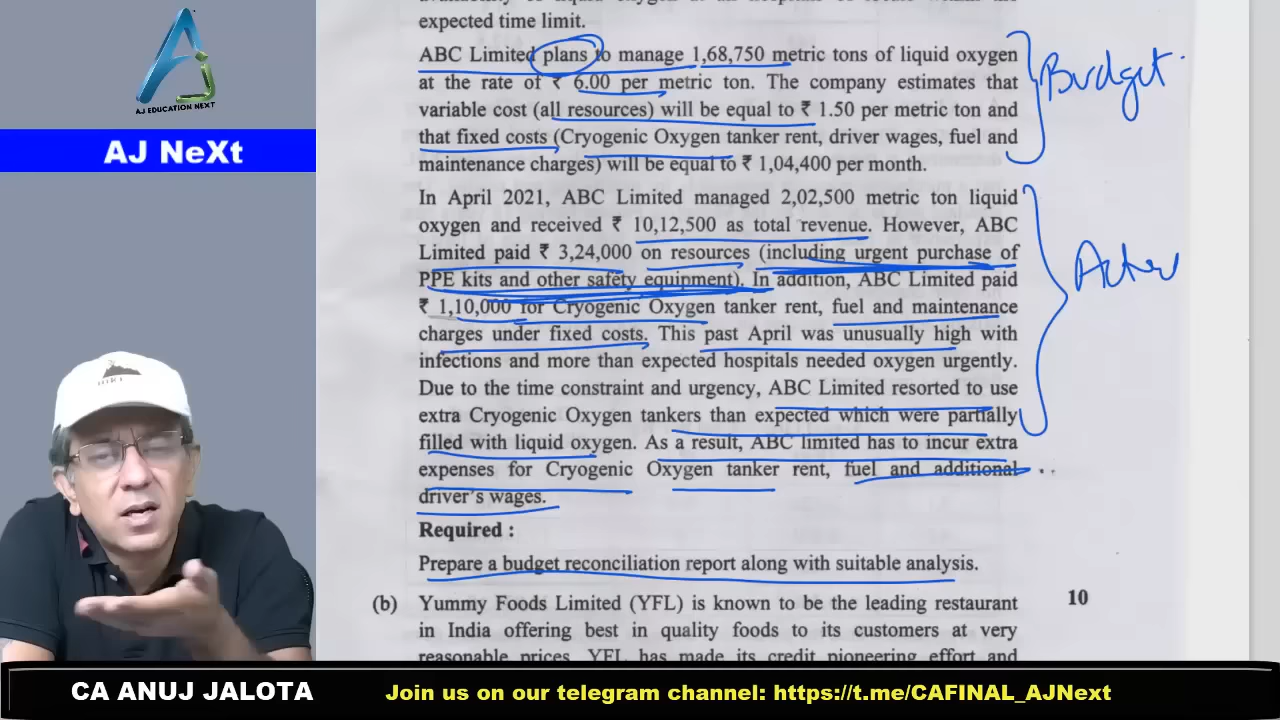 expected time limit.
ABC Limited plans to manage 1,68,750 metric tons of liquid oxygen
at the rate of ₹ 6.00 per metric ton. The company estimates that
variable cost (all resources) will be equal to ₹ 1.50 per metric ton and
that fixed costs (Cryogenic Oxygen tanker rent, driver wages, fuel and
maintenance charges) will be equal to ₹ 1,04,400 per month.
Budget
In April 2021, ABC Limited managed 2,02,500 metric ton liquid
oxygen and received ₹ 10,12,500 as total revenue. However, ABC
Limited paid ₹ 3,24,000 on resources (including urgent purchase of
PPE kits and other safety equipment). In addition, ABC Limited paid
₹ 1,10,000 for Cryogenic Oxygen tanker rent, fuel and maintenance
charges under fixed costs. This past April was unusually high with
infections and more than expected hospitals needed oxygen urgently.
Due to the time constraint and urgency, ABC Limited resorted to use
extra Cryogenic Oxygen tankers than expected which were partially
filled with liquid oxygen. As a result, ABC limited has to incur extra
expenses for Cryogenic Oxygen tanker rent, fuel and additional
driver's wages.
Required :
Prepare a budget reconciliation report along with suitable analysis.
(b) Yummy Foods Limited (YFL) is known to be the leading restaurant 10
in India offering best in quality foods to its customers at very
reasonable prices. YFL has made its credit pioneering effort and
AJ EDUCATION NEXT
AJ NeXt
CA ANUJ JALOTA
Join us on our telegram channel: https://t.me/CAFINAL_AJNext